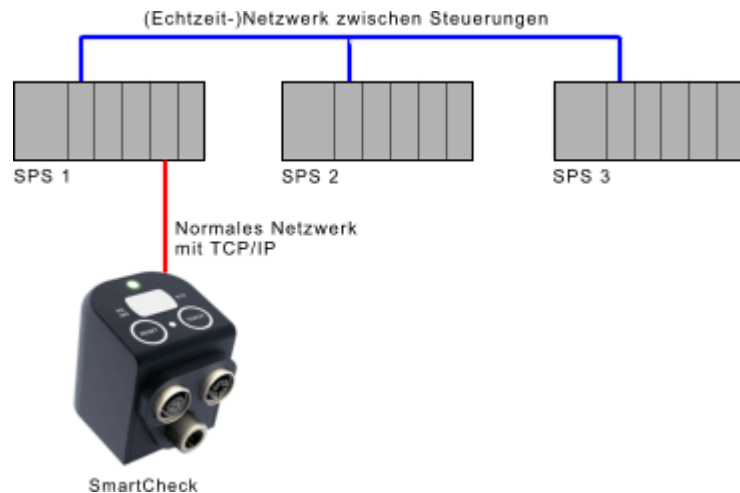 (Echtzeit-)Netzwerk zwischen Steuerungen
SPS 1
SPS 2
SPS 3
Normales Netzwerk
mit TCP/IP
SmartCheck